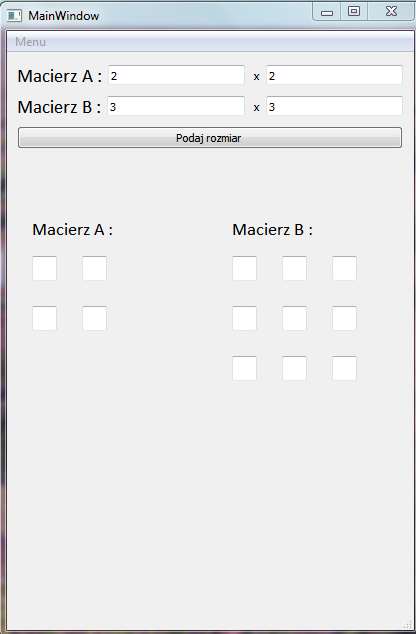 MainWindow
Menu
Macierz A : 2 x 2
Macierz B : 3 x 3
Podaj rozmiar
Macierz A : Macierz B :